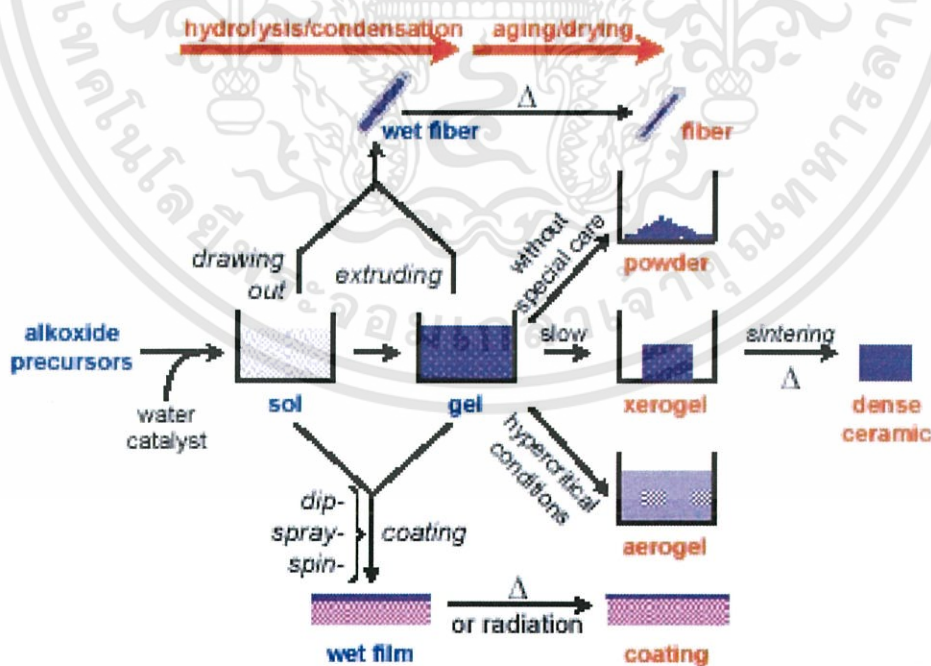 hydrolysis/condensation
aging/drying
Δ
wet fiber
fiber
drawing
out
extruding
without
special care
powder
alkoxide
precursors
water
catalyst
sol
gel
slow
xerogel
sintering
Δ
dense
ceramic
hypercritical
conditions
aerogel
dip-
spray-
spin-
coating
Δ
or radiation
wet film
coating